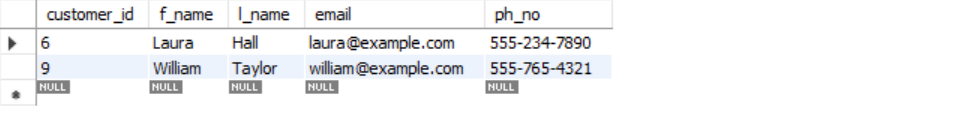 customer_id f_name l_name email ph_no
6 Laura Hall laura@example.com 555-234-7890
9 William Taylor william@example.com 555-765-4321
NULL NULL NULL NULL NULL